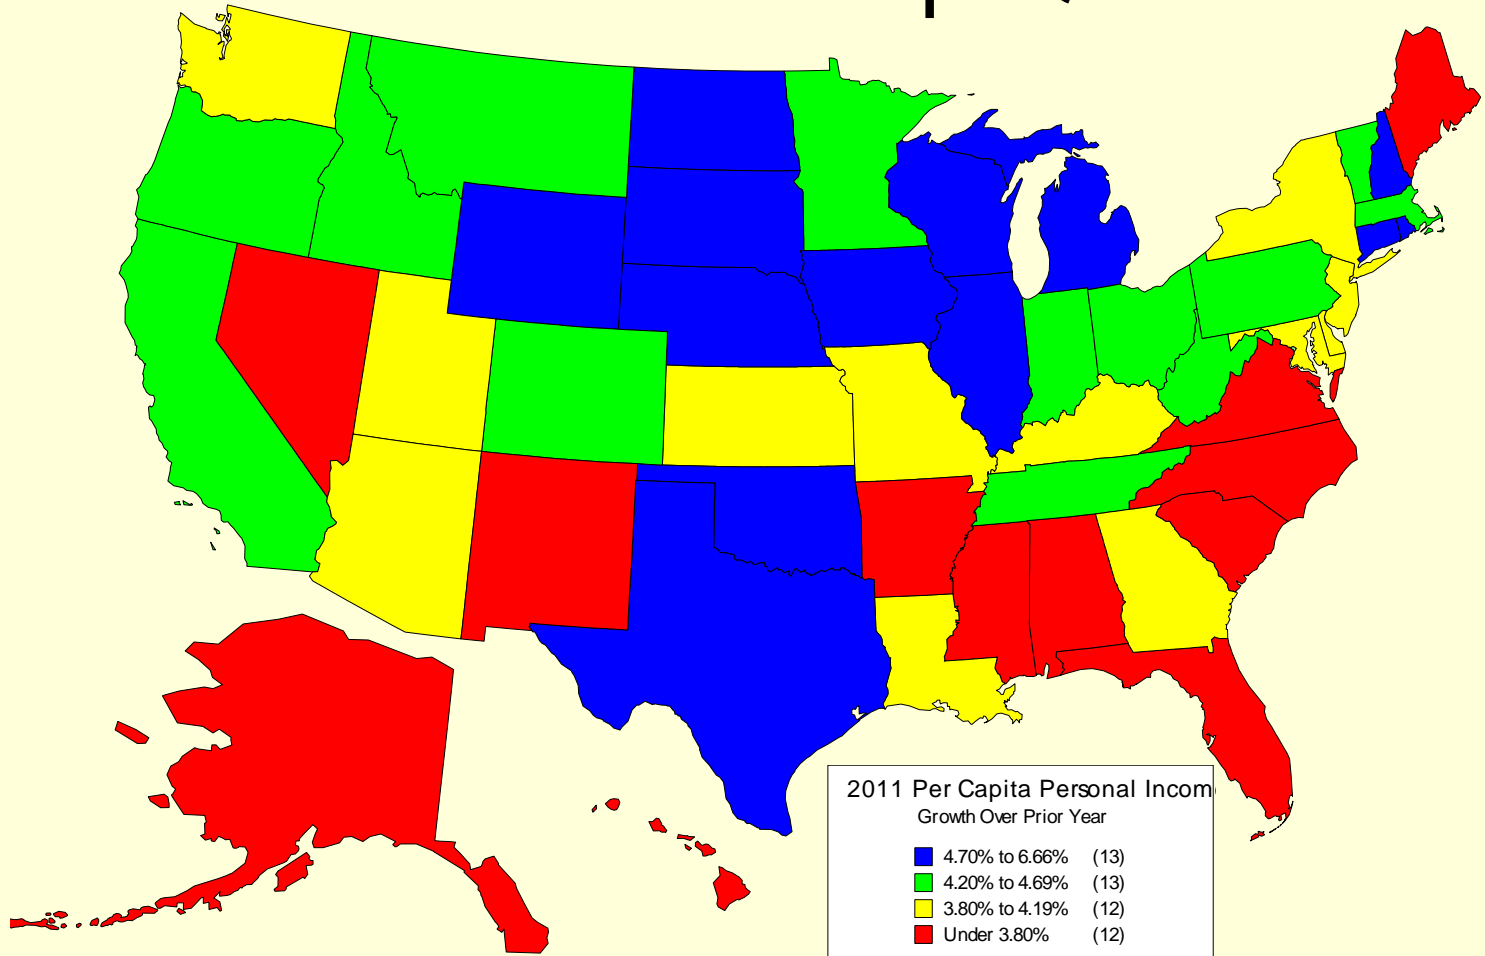 2011 Per Capita Personal Incom
Growth Over Prior Year
4.70% to 6.66% (13)
4.20% to 4.69% (13)
3.80% to 4.19% (12)
Under 3.80% (12)